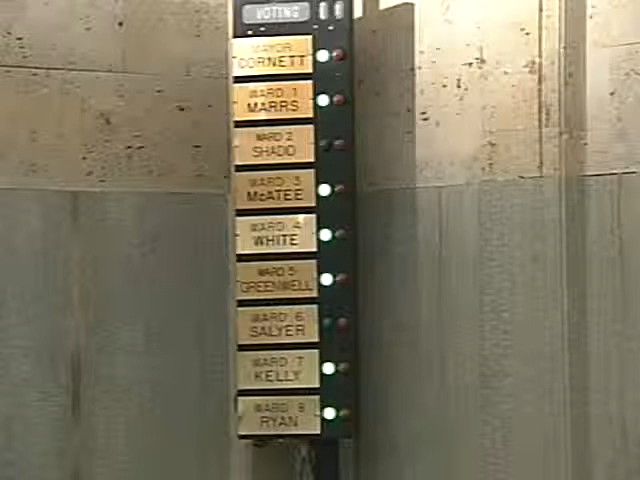 VOTING
MAYOR
CORNETT
WARD 1
MARRS
WARD 2
SHADID
WARD 3
McATEE
WARD 4
WHITE
WARD 5
GREENWELL
WARD 6
SALYER
WARD 7
KELLY
WARD 8
RYAN